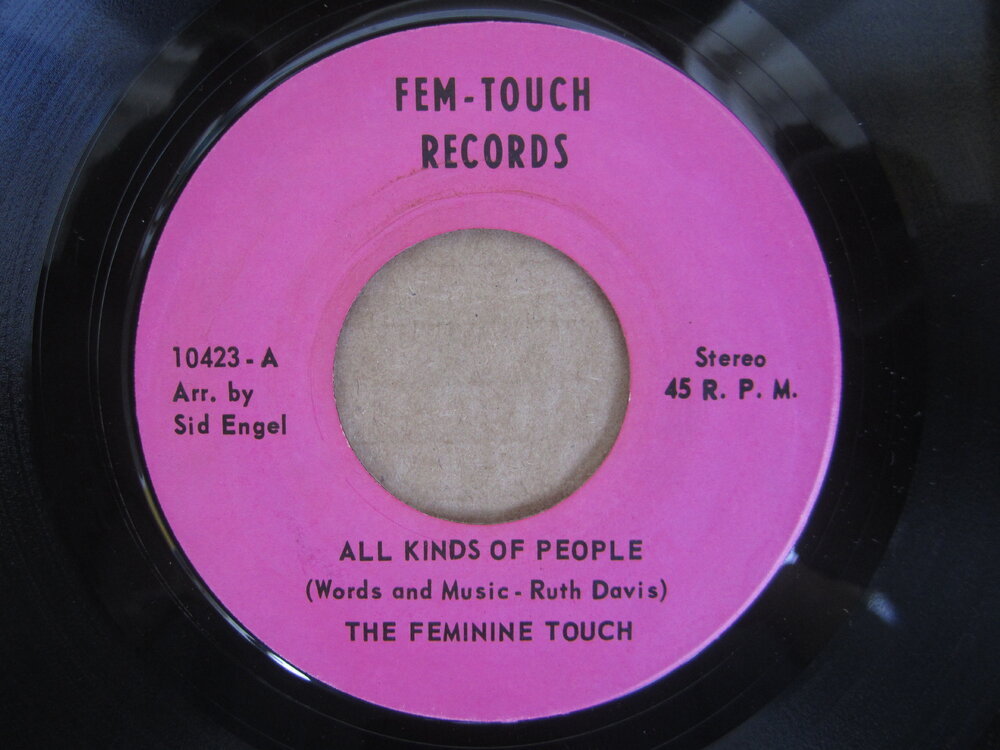 FEM-TOUCH
RECORDS
10423-A
Arr. by
Sid Engel
Stereo
45 R. P. M.
ALL KINDS OF PEOPLE
(Words and Music - Ruth Davis)
THE FEMININE TOUCH